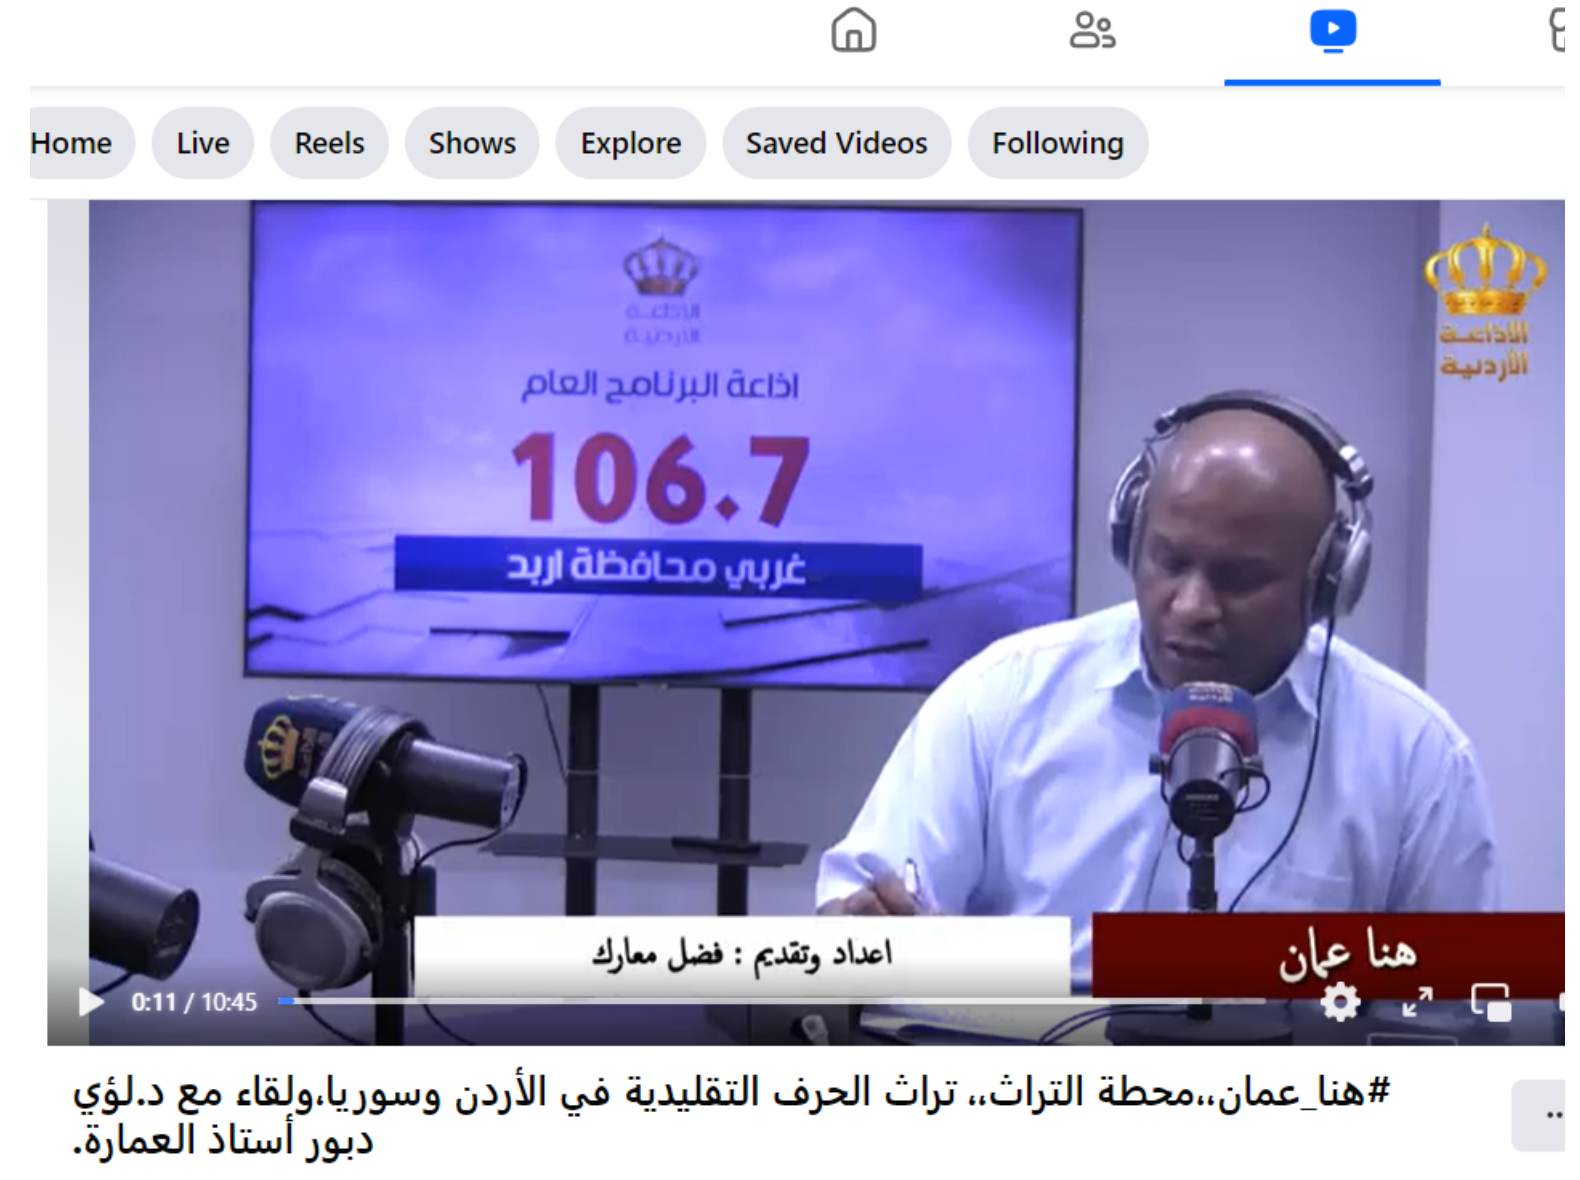 Home Live Reels Shows Explore Saved Videos Following
الاذاعة
الأردنية
الإذاعة
الأردنية
اذاعة البرنامج العام
106.7
غربي محافظة اربد
اعداد وتقديم : فضل معارك
هنا عمان
0:11 / 10:45
#هنا_عمان،،محطة التراث،، تراث الحرف التقليدية في الأردن وسوريا،ولقاء مع د.لؤي
دبور أستاذ العمارة.